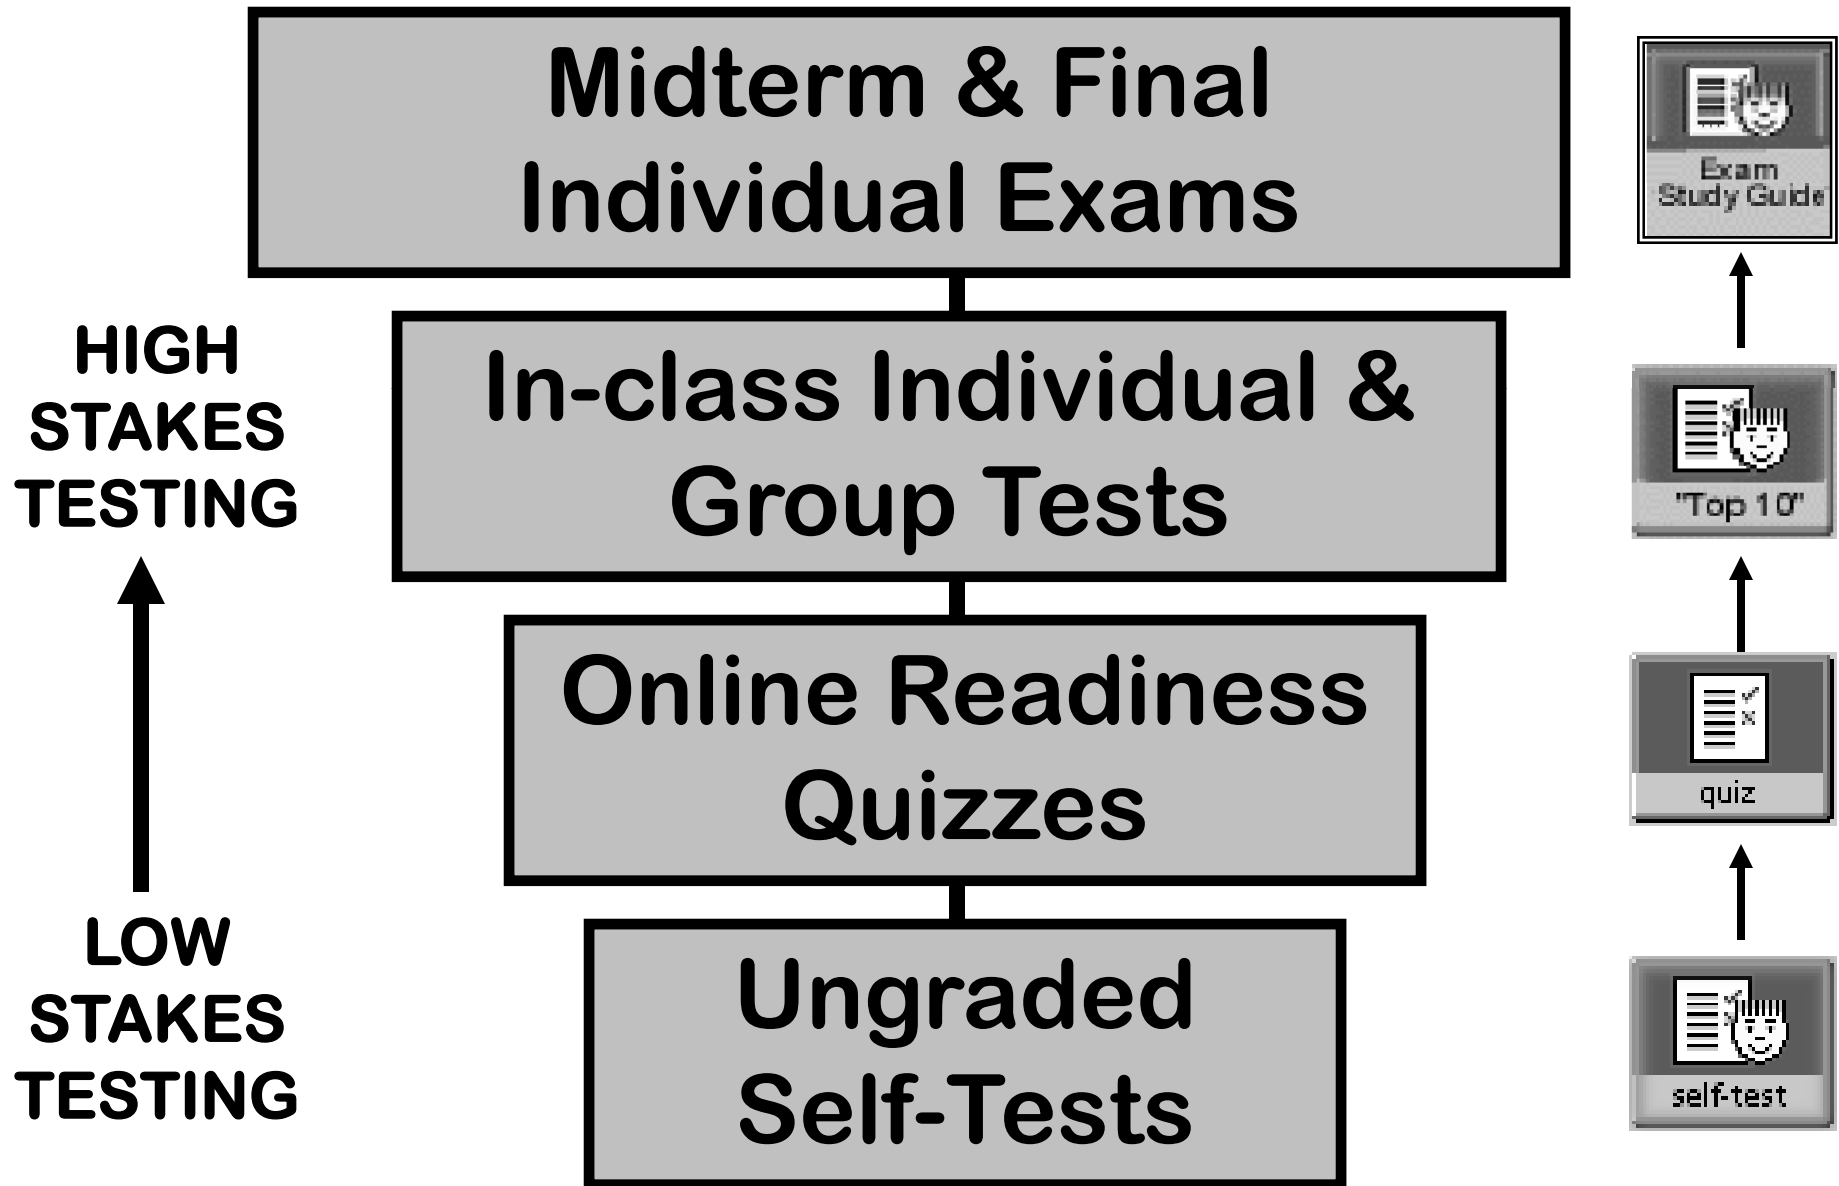 Midterm & Final
Individual Exams
Exam
Study Guide
HIGH
STAKES
TESTING
In-class Individual &
Group Tests
"Top 10"
Online Readiness
Quizzes
quiz
LOW
STAKES
TESTING
Ungraded
Self-Tests
self-test